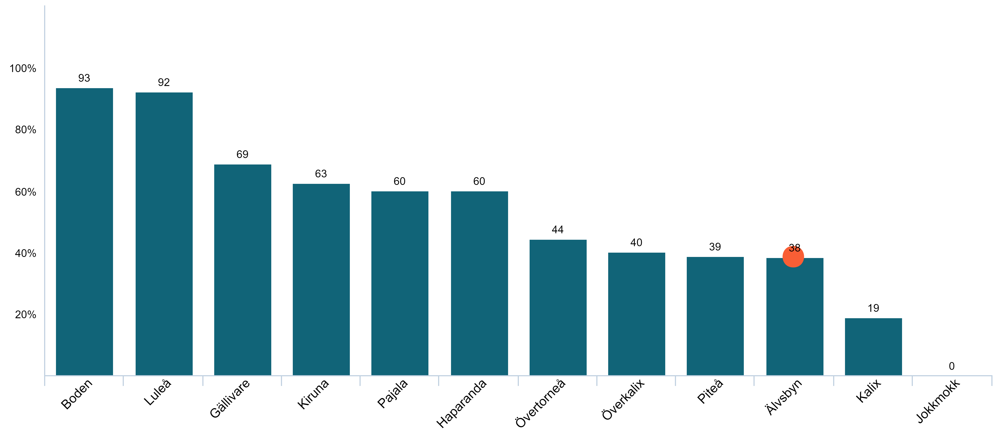 100%
80%
60%
40%
20%
93
92
69
63
60
60
44
40
39
38
19
0
Boden
Luleå
Gällivare
Kiruna
Pajala
Haparanda
Övertorneå
Överkalix
Piteå
Älvsbyn
Kalix
Jokkmokk